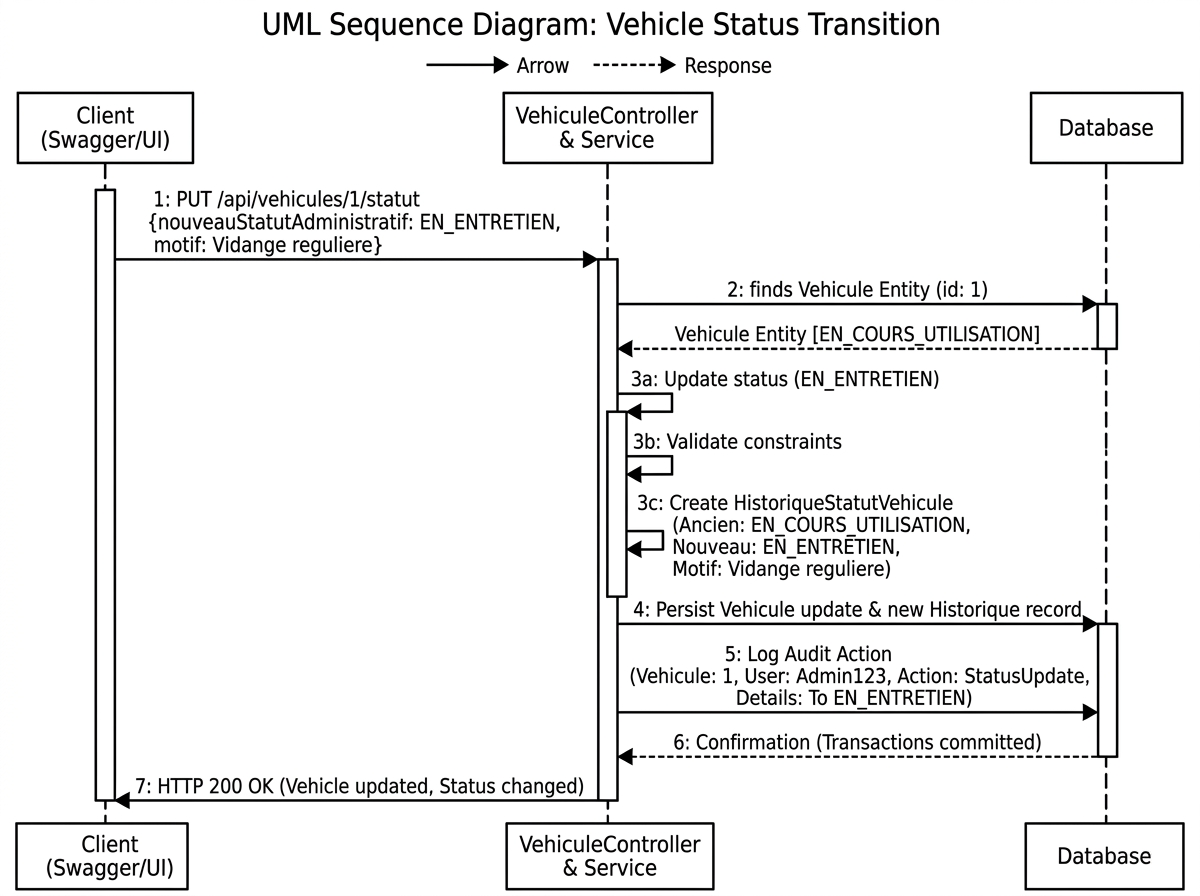 UML Sequence Diagram: Vehicle Status Transition
Arrow
Response
Client
(Swagger/UI)
VehiculeController
& Service
Database
1: PUT /api/vehicules/1/statut
{nouveauStatutAdministratif: EN_ENTRETIEN,
motif: Vidange reguliere}
2: finds Vehicule Entity (id: 1)
Vehicule Entity [EN_COURS_UTILISATION]
3a: Update status (EN_ENTRETIEN)
3b: Validate constraints
3c: Create HistoriqueStatutVehicule
(Ancien: EN_COURS_UTILISATION,
Nouveau: EN_ENTRETIEN,
Motif: Vidange reguliere)
4: Persist Vehicule update & new Historique record
5: Log Audit Action
(Vehicule: 1, User: Admin123, Action: StatusUpdate,
Details: To EN_ENTRETIEN)
6: Confirmation (Transactions committed)
7: HTTP 200 OK (Vehicle updated, Status changed)
Client
(Swagger/UI)
VehiculeController
& Service
Database